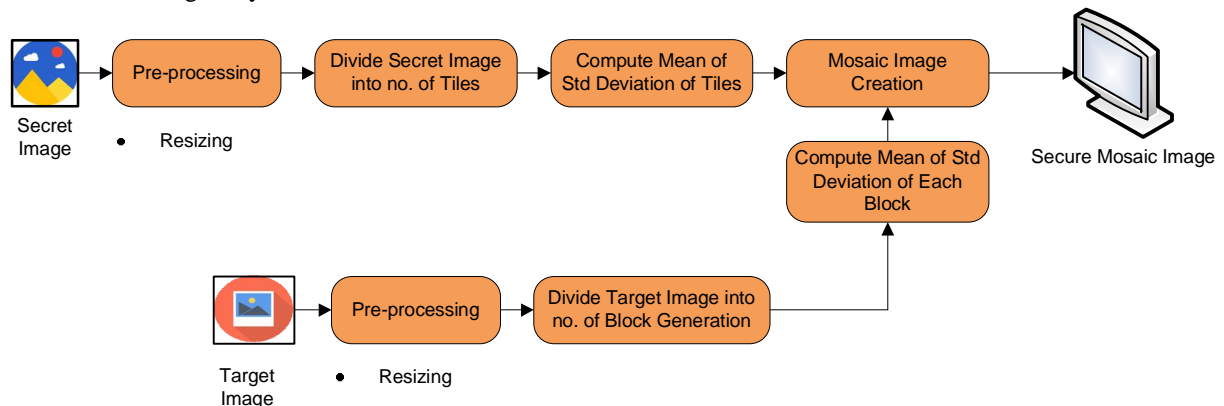 Pre-processing
Divide Secret Image
into no. of Tiles
Compute Mean of
Std Deviation of Tiles
Mosaic Image
Creation
Secret
Image
• Resizing
Secure Mosaic Image
Compute Mean of Std
Deviation of Each
Block
Pre-processing
Divide Target Image into
no. of Block Generation
Target
Image
• Resizing